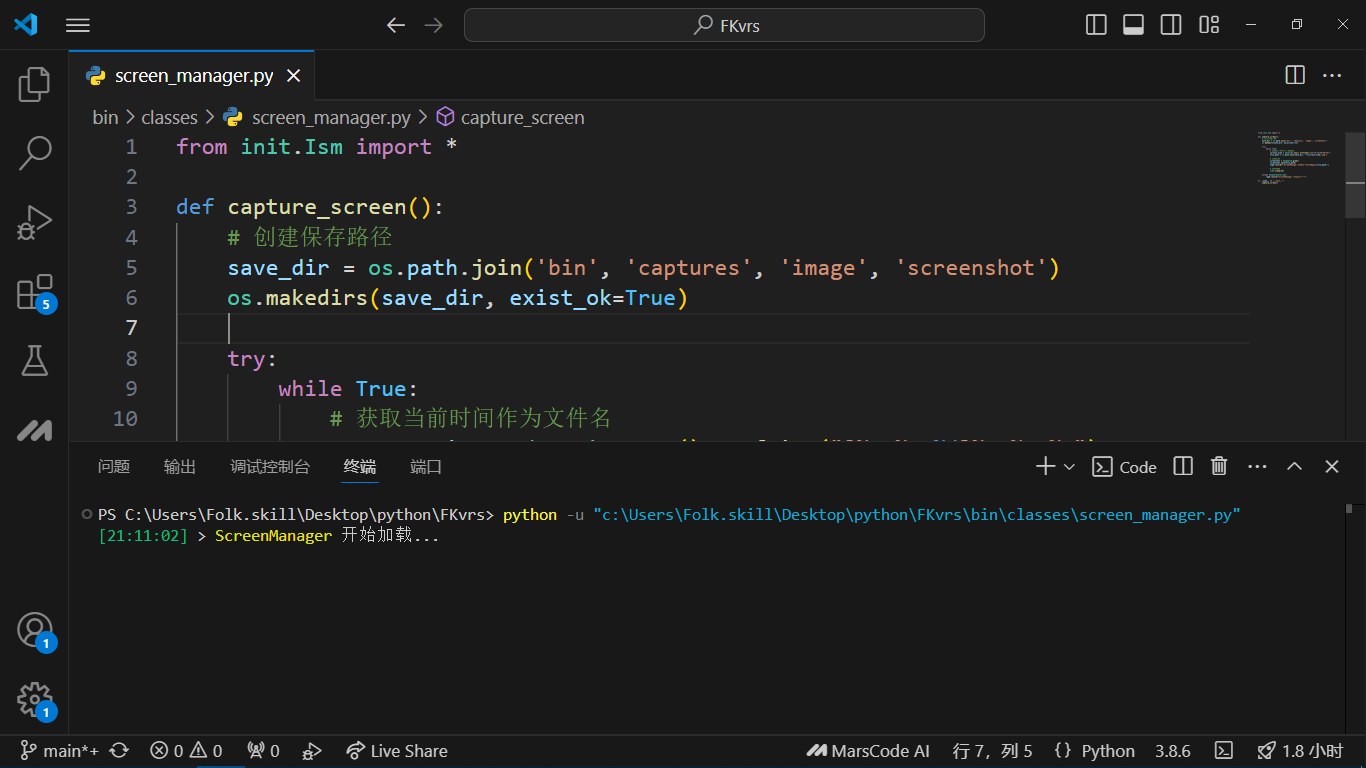 FKvrs
screen_manager.py
bin > classes > screen_manager.py > capture_screen
1 from init.Ism import *
2
3 def capture_screen():
4 # 创建保存路径
5 save_dir = os.path.join('bin', 'captures', 'image', 'screenshot')
6 os.makedirs(save_dir, exist_ok=True)
7
8 try:
9 while True:
10 # 获取当前时间作为文件名
5
问题 输出 调试控制台 终端 端口 Code
PS C:\Users\Folk.skill\Desktop\python\FKvrs> python -u "c:\Users\Folk.skill\Desktop\python\FKvrs\bin\classes\screen_manager.py"
[21:11:02] > ScreenManager 开始加载...
1
1
main*+ 0 0 0 Live Share MarsCode AI 行 7，列 5 {} Python 3.8.6 1.8 小时